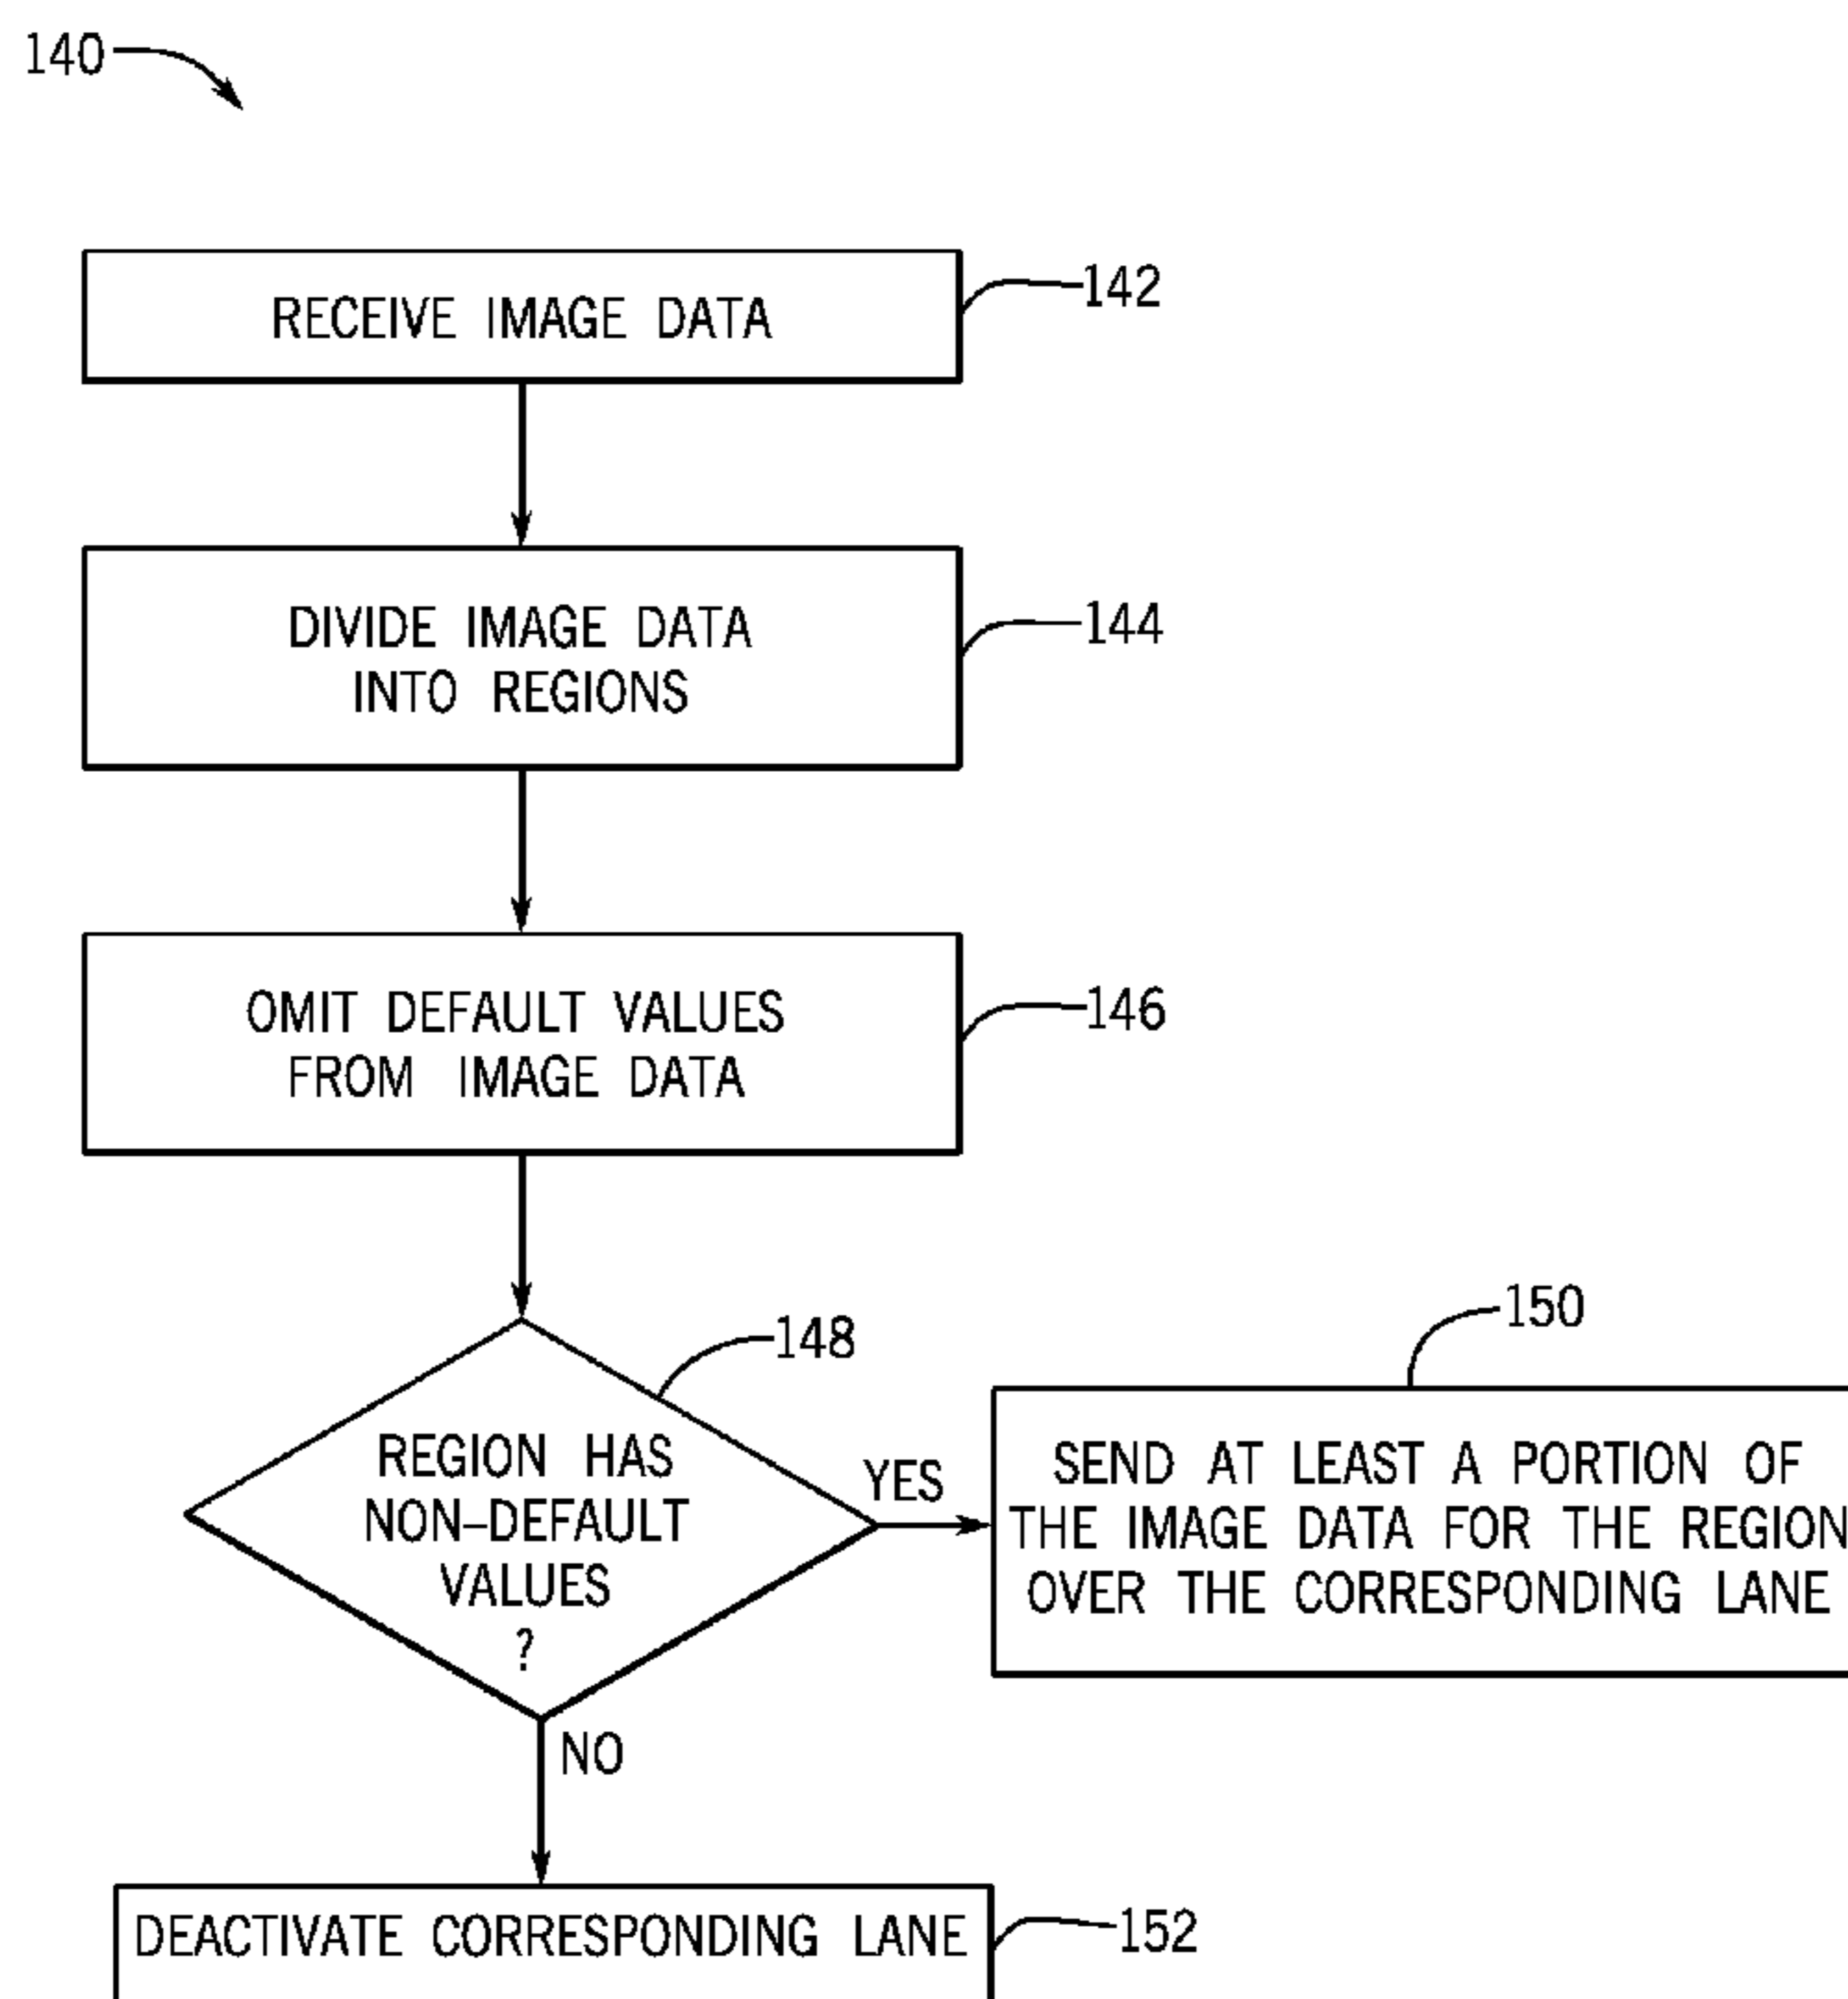 140
RECEIVE IMAGE DATA
142
DIVIDE IMAGE DATA
INTO REGIONS
144
OMIT DEFAULT VALUES
FROM IMAGE DATA
146
148
REGION HAS
NON–DEFAULT
VALUES
?
YES
150
SEND AT LEAST A PORTION OF
THE IMAGE DATA FOR THE REGION
OVER THE CORRESPONDING LANE
NO
DEACTIVATE CORRESPONDING LANE
152